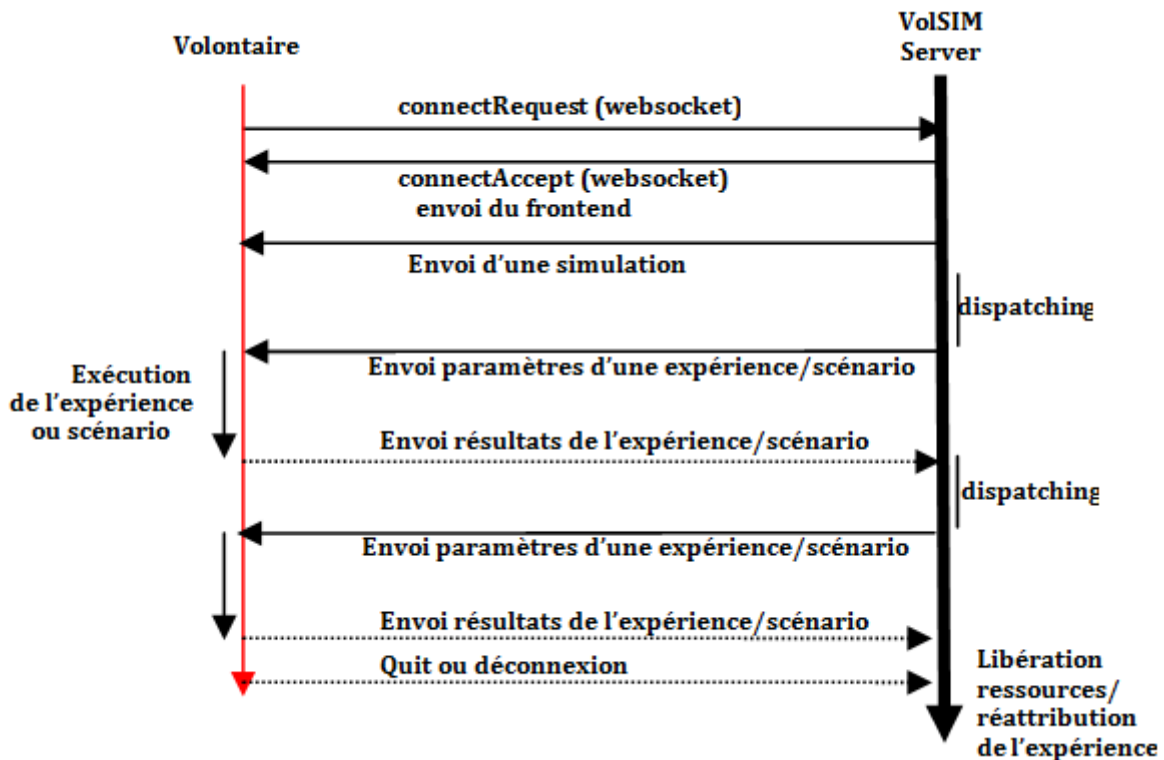 Volontaire
VolSIM
Server
connectRequest (websocket)
connectAccept (websocket)
envoi du frontend
Envoi d'une simulation
dispatching
Envoi paramètres d'une expérience/scénario
Exécution
de l'expérience
ou scénario
Envoi résultats de l'expérience/scénario
dispatching
Envoi paramètres d'une expérience/scénario
Envoi résultats de l'expérience/scénario
Quit ou déconnexion
Libération
ressources/
réattribution
de l'expérience